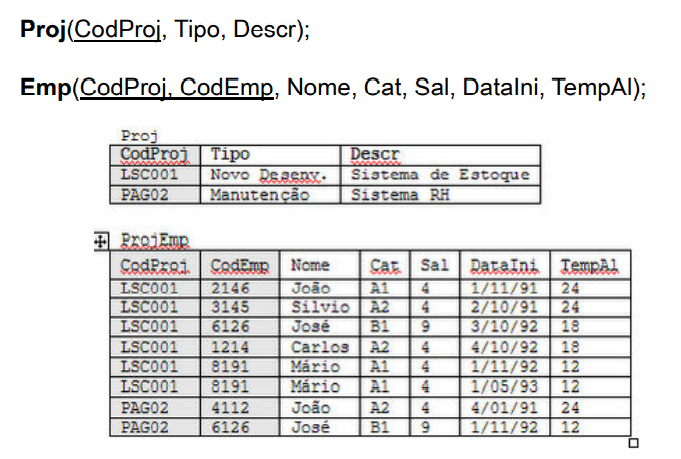 Proj(CodProj, Tipo, Descr);
Emp(CodProj, CodEmp, Nome, Cat, Sal, DataIni, TempAl);
Proj
CodProj Tipo Descr
LSC001 Novo Desenv. Sistema de Estoque
PAG02 Manutenção Sistema RH
ProjEmp
CodProj CodEmp Nome Cat Sal DataIni TempAl
LSC001 2146 João A1 4 1/11/91 24
LSC001 3145 Silvio A2 4 2/10/91 24
LSC001 6126 José B1 9 3/10/92 18
LSC001 1214 Carlos A2 4 4/10/92 18
LSC001 8191 Mário A1 4 1/11/92 12
LSC001 8191 Mário A1 4 1/05/93 12
PAG02 4112 João A2 4 4/01/91 24
PAG02 6126 José B1 9 1/11/92 12